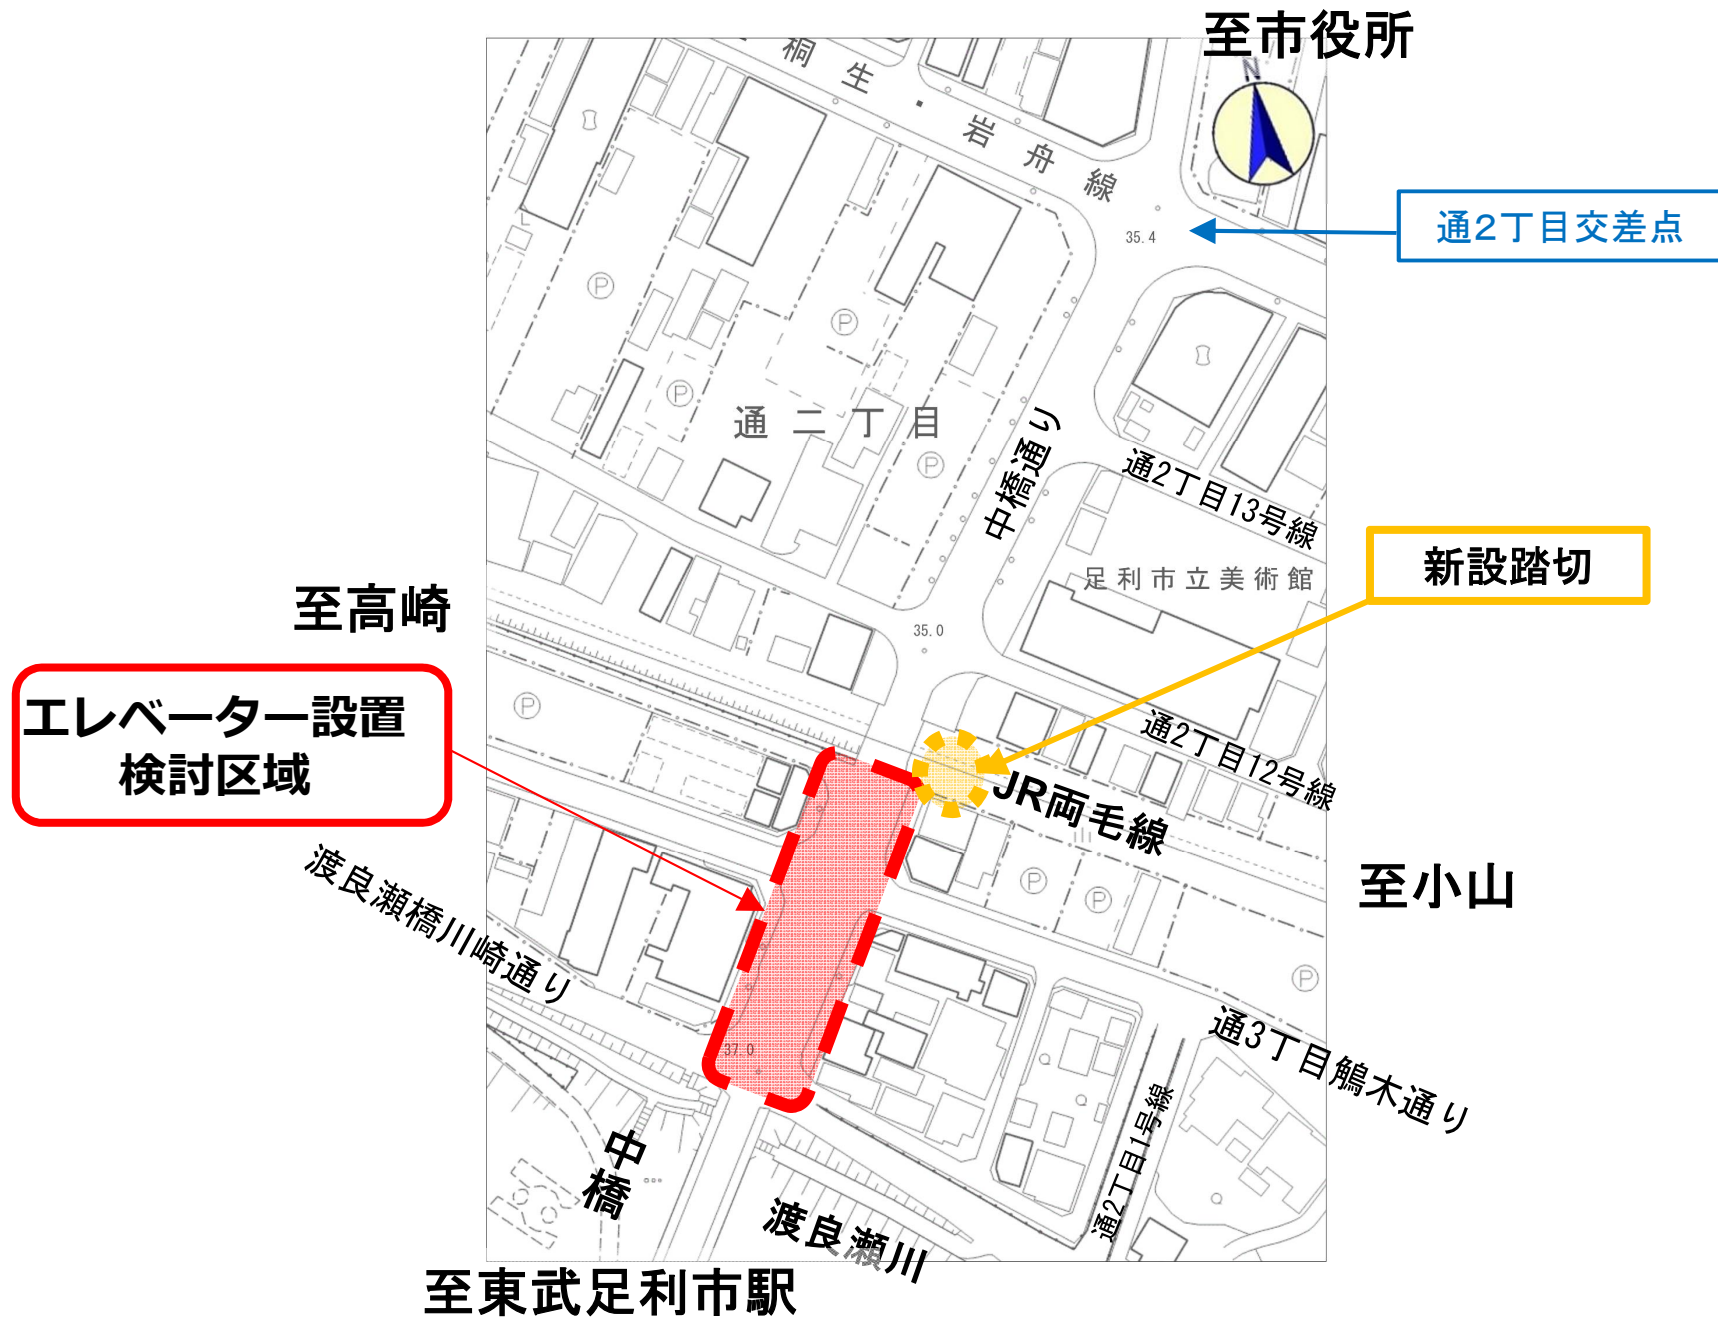 至市役所
N
桐生・岩舟線
35.4
通2丁目交差点
Ⓟ
Ⓟ
Ⓟ
通二丁目
Ⓟ
中橋通り
通2丁目13号線
新設踏切
足利市立美術館
至高崎
35.0
エレベーター設置
検討区域
Ⓟ
通2丁目12号線
JR両毛線
至小山
渡良瀬橋川崎通り
Ⓟ
Ⓟ
Ⓟ
37.0
通3丁目鵤木通り
通2丁目1号線
中橋
渡良瀬川
至東武足利市駅